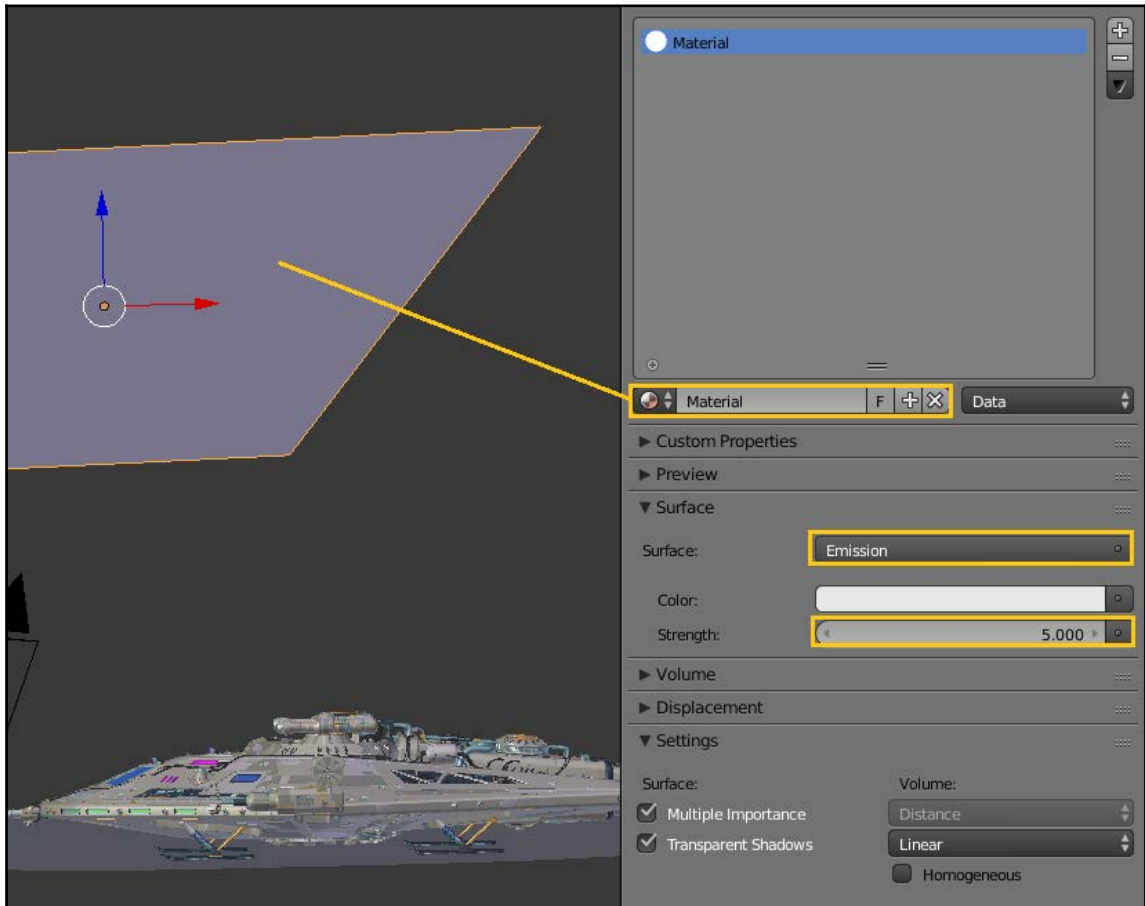 Material
Material F Data
Custom Properties
Preview
Surface
Surface: Emission
Color:
Strength: 5.000
Volume
Displacement
Settings
Surface: Volume:
Multiple Importance Distance
Transparent Shadows Linear
Homogeneous